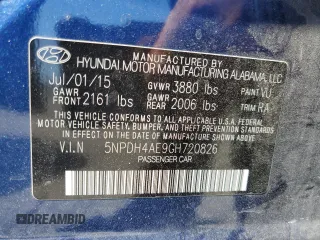 MANUFACTURED BY
HYUNDAI MOTOR MANUFACTURING ALABAMA, LLC
Jul/01/15 GVWR 3880 lbs PAINT VU
GAWR FRONT 2161 lbs GAWR REAR 2006 lbs TRIM RA
THIS VEHICLE CONFORMS TO ALL APPLICABLE U.S.A. FEDERAL
MOTOR VEHICLE SAFETY, BUMPER, AND THEFT PREVENTION
STANDARDS IN EFFECT ON THE DATE OF MANUFACTURE SHOWN ABOVE.
V.I.N 5NPDH4AE9GH720826
PASSENGER CAR
DREAMBID